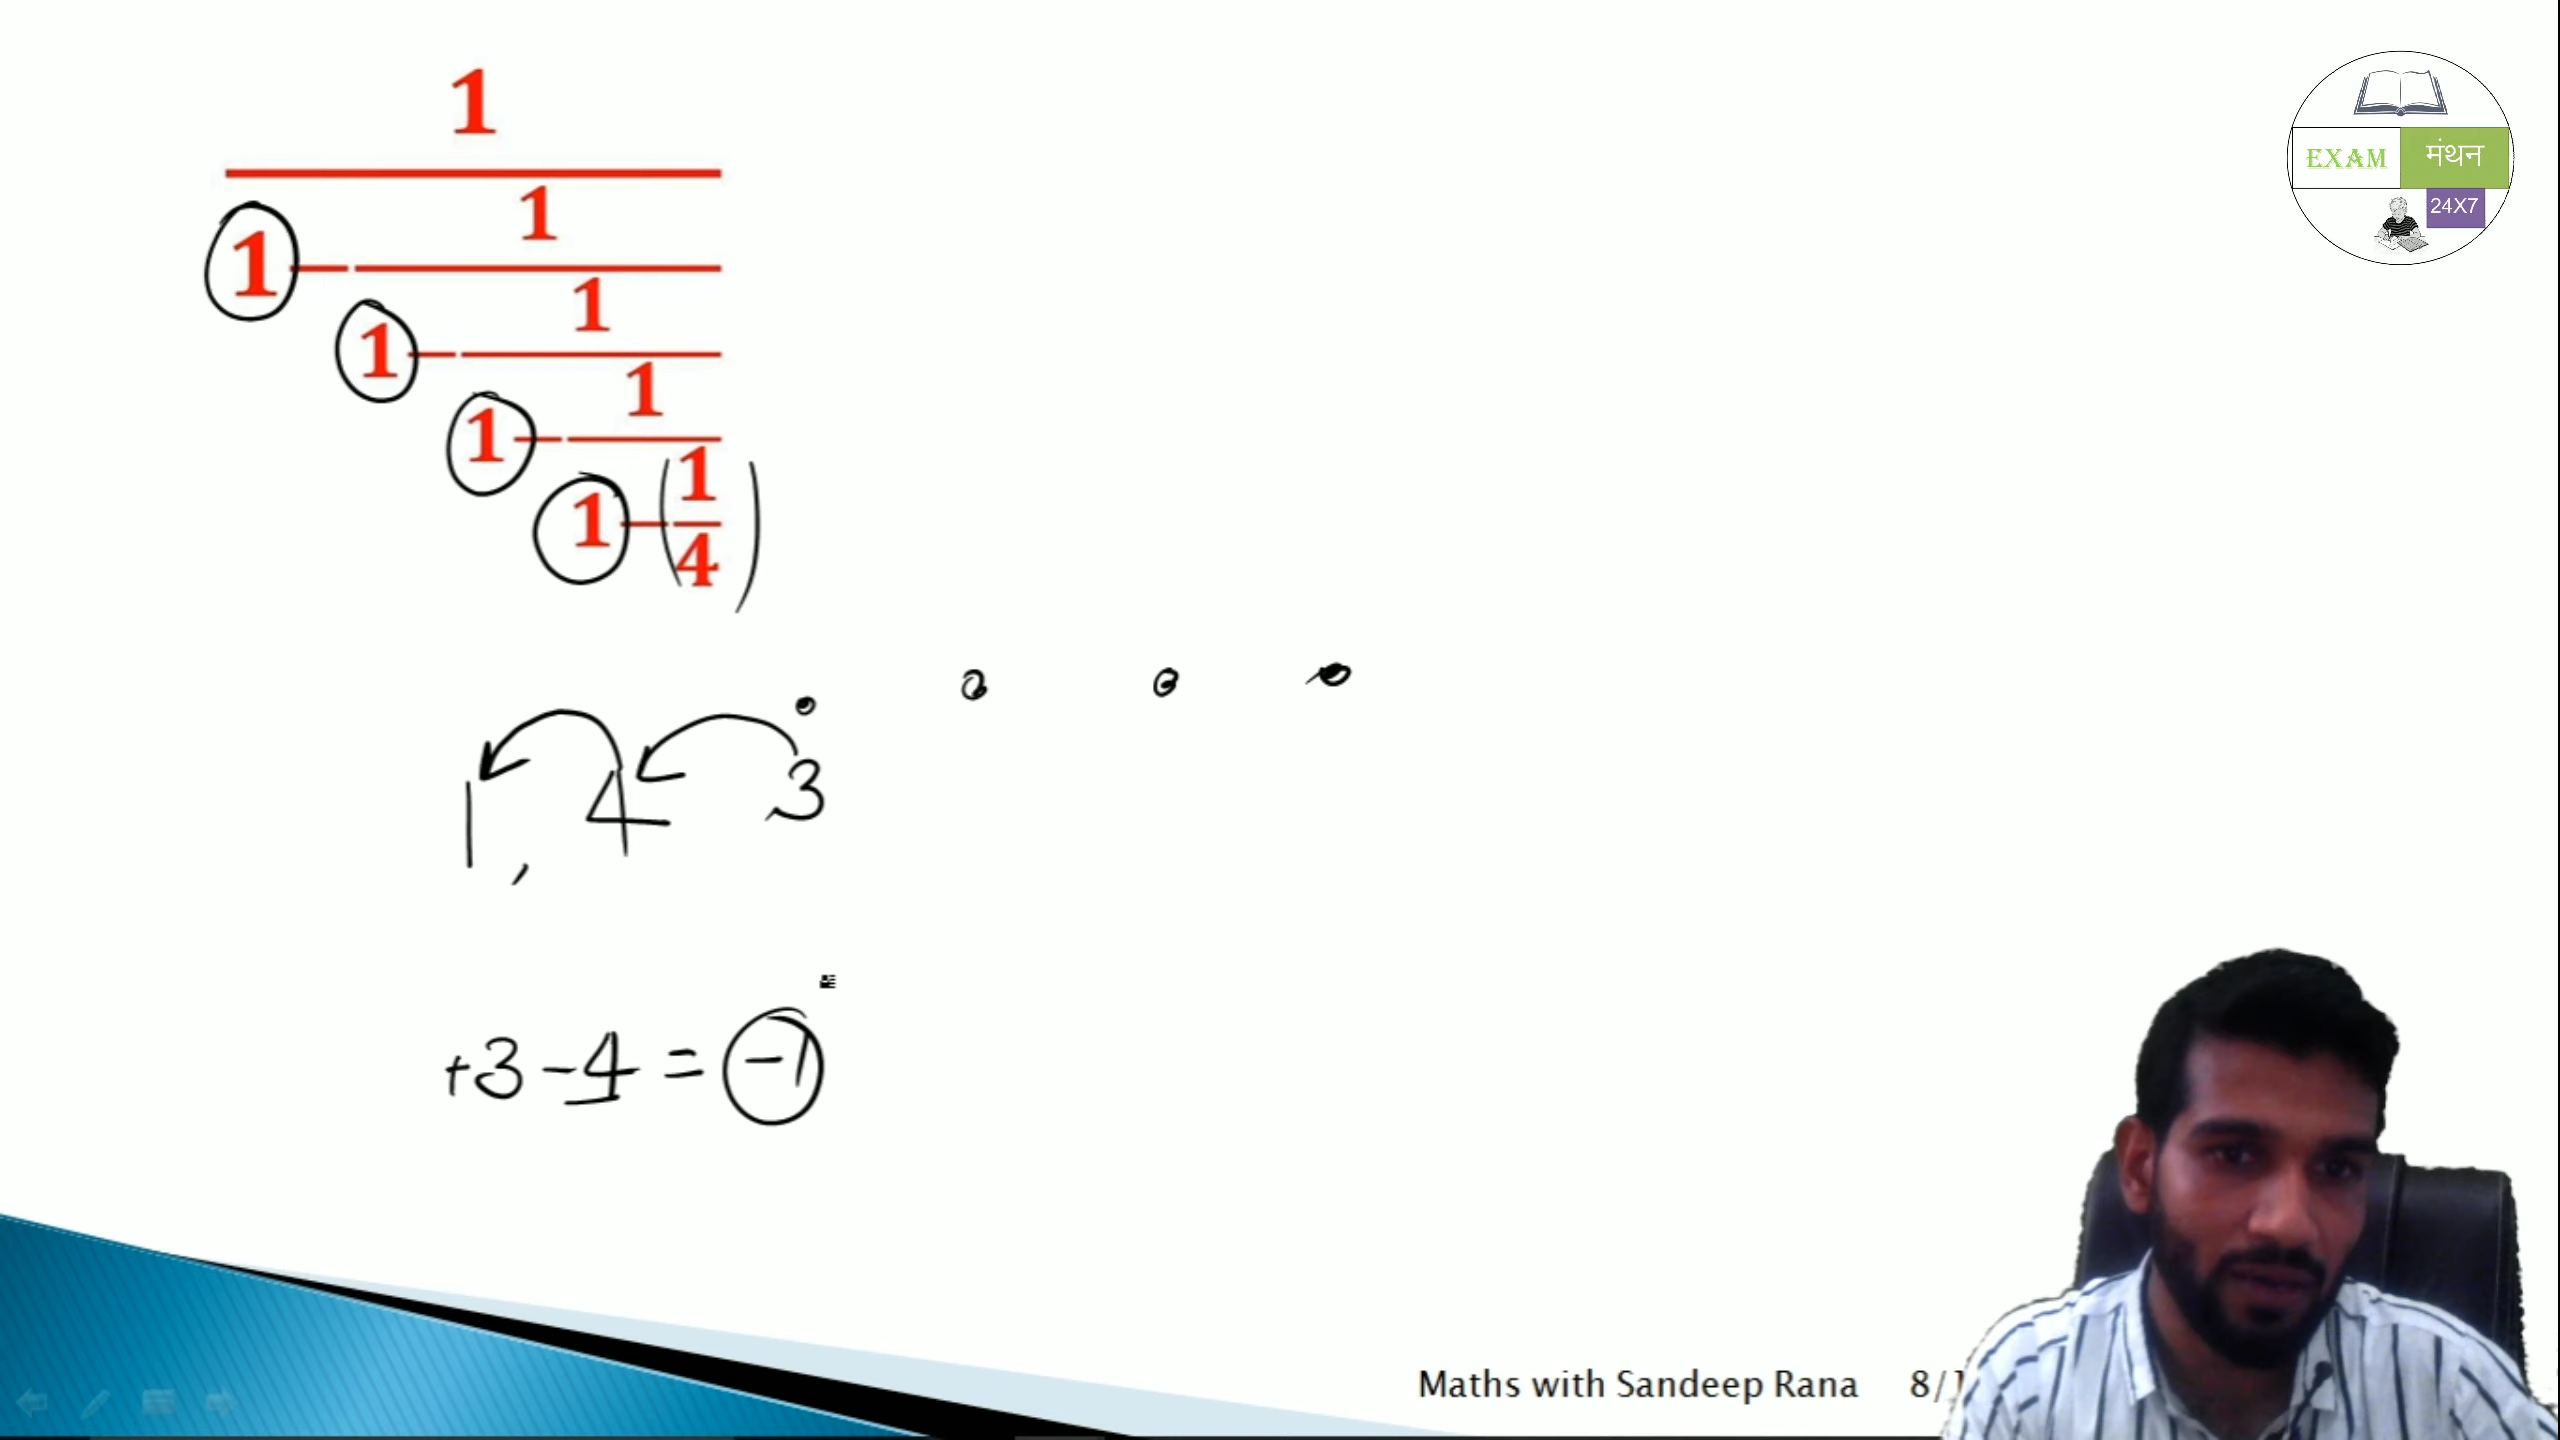 1
1
1 -
1
1 -
1
1 -
1
1 - (
4 )
EXAM मंथन
24X7
1, 4 3
+3-4 = -1
Maths with Sandeep Rana 8/